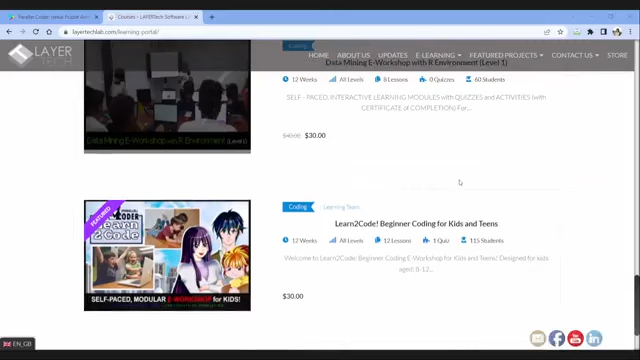 Courses – LAYERTech Software L
layertechlab.com/learning-portal/
LAYER
TECH
HOME
ABOUT US
UPDATES
E-LEARNING
FEATURED PROJECTS
CONTACT US
STORE
Coding
Data Mining E-Workshop with R Environment (Level 1)
12 Weeks
All Levels
8 Lessons
0 Quizzes
60 Students
SELF - PACED, INTERACTIVE LEARNING MODULES with QUIZZES and ACTIVITIES (with
CERTIFICATE of COMPLETION) For...
Data Mining E-Workshop with R Environment (Level 1)
$40.00 $30.00
FEATURED
CODER
Learn
2Code
SELF-PACED, MODULAR E-WORKSHOP for KIDS!
Coding
Learning Team
Learn2Code! Beginner Coding for Kids and Teens
12 Weeks
All Levels
12 Lessons
1 Quiz
115 Students
Welcome to Learn2Code: Beginner Coding E-Workshop for Kids and Teens! Designed for kids
aged: 8-12...
$30.00
EN_GB